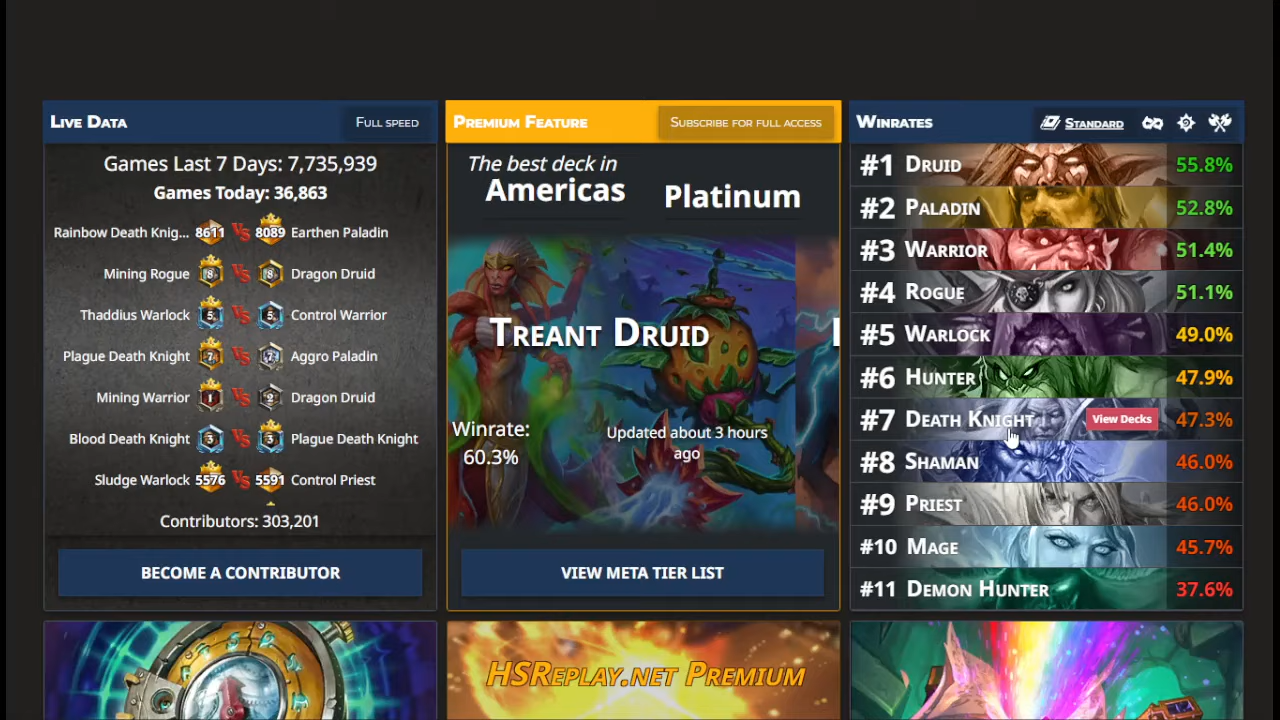 Live Data
Full speed
Games Last 7 Days: 7,735,939
Games Today: 36,863
Rainbow Death Knig... 8611 VS 8089 Earthen Paladin
Mining Rogue 8 VS 8 Dragon Druid
Thaddius Warlock 5 VS 5 Control Warrior
Plague Death Knight 7 VS 7 Aggro Paladin
Mining Warrior 1 VS 2 Dragon Druid
Blood Death Knight 3 VS 3 Plague Death Knight
Sludge Warlock 5576 VS 5591 Control Priest
Contributors: 303,201
BECOME A CONTRIBUTOR
Premium Feature
Subscribe for full access
The best deck in
Americas Platinum
Treant Druid
Winrate:
60.3%
Updated about 3 hours
ago
VIEW META TIER LIST
Winrates
Standard
#1 Druid 55.8%
#2 Paladin 52.8%
#3 Warrior 51.4%
#4 Rogue 51.1%
#5 Warlock 49.0%
#6 Hunter 47.9%
#7 Death Knight View Decks 47.3%
#8 Shaman 46.0%
#9 Priest 46.0%
#10 Mage 45.7%
#11 Demon Hunter 37.6%
HSReplay.net Premium